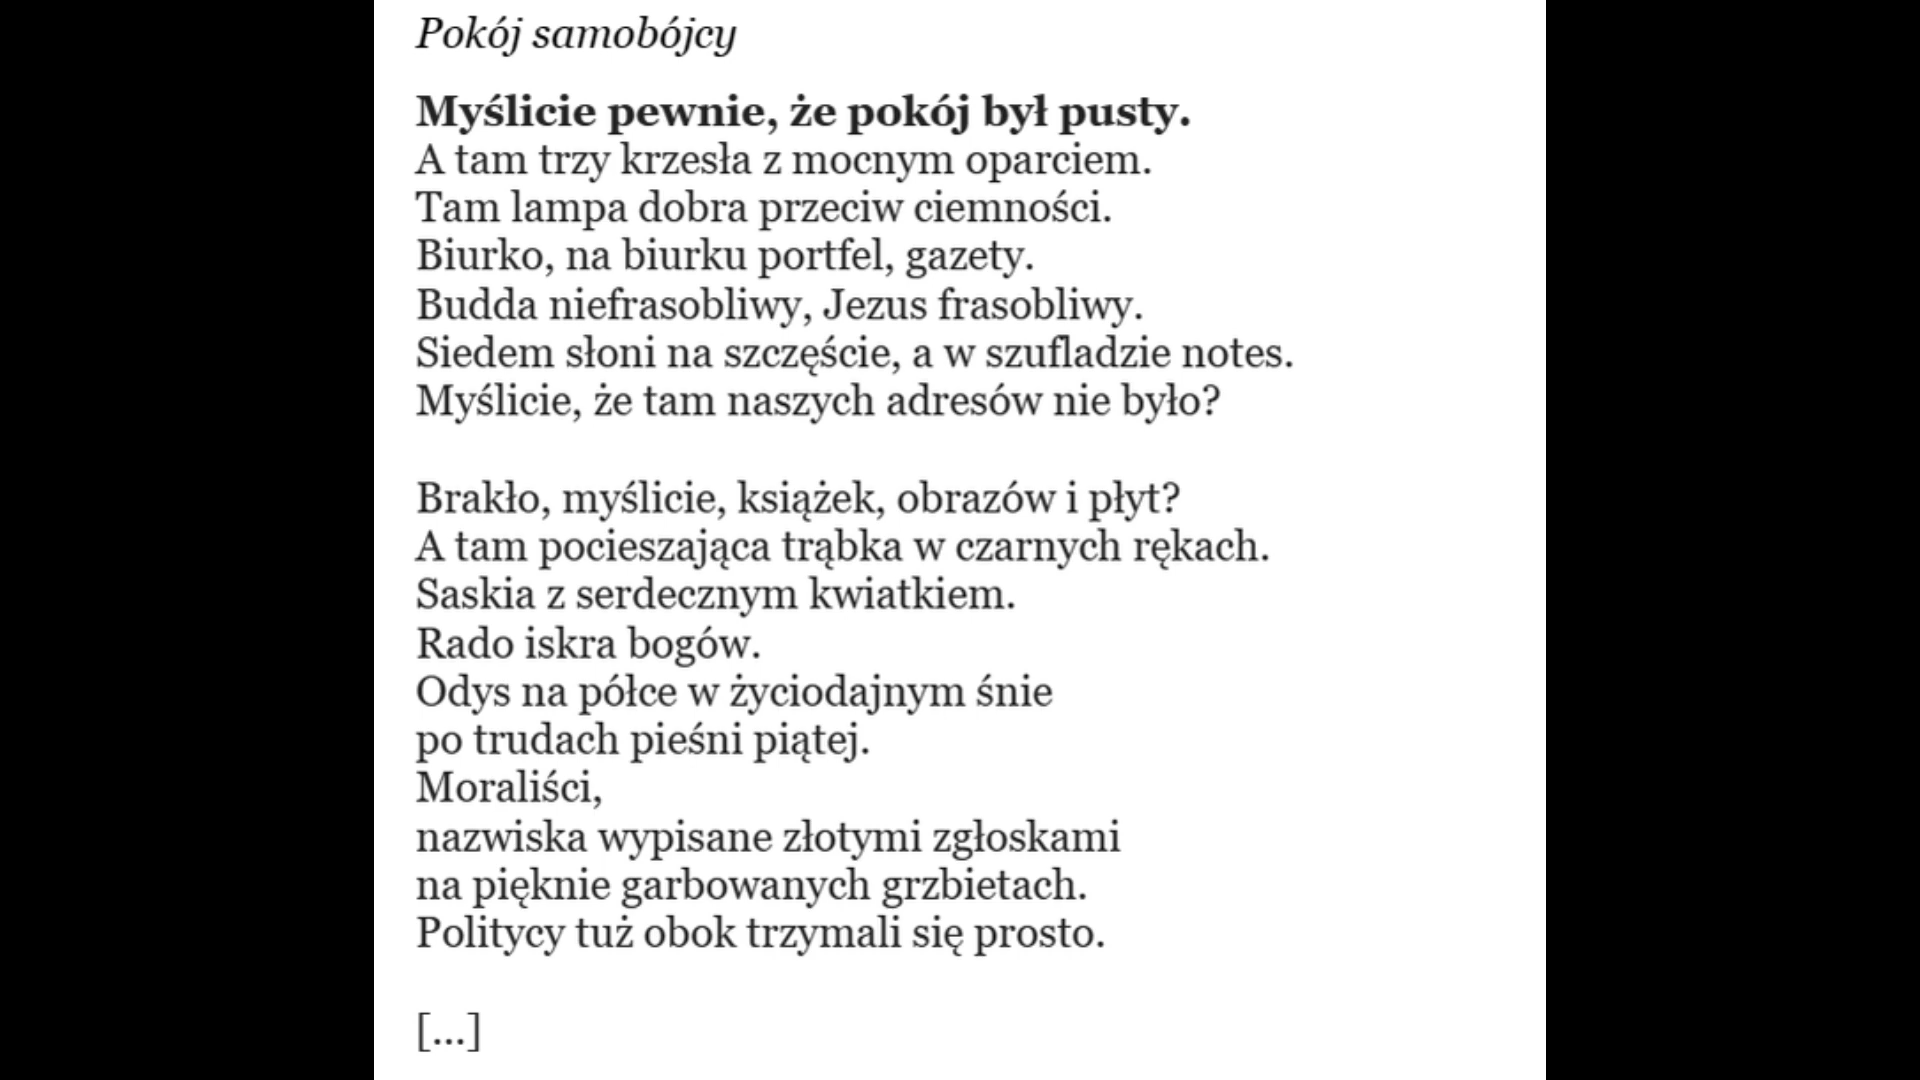 Pokój samobójcy
Myślicie pewnie, że pokój był pusty.
A tam trzy krzesła z mocnym oparciem.
Tam lampa dobra przeciw ciemności.
Biurko, na biurku portfel, gazety.
Budda niefrasobliwy, Jezus frasobliwy.
Siedem słoni na szczęście, a w szufladzie notes.
Myślicie, że tam naszych adresów nie było?
Brakło, myślicie, książek, obrazów i płyt?
A tam pocieszająca trąbka w czarnych rękach.
Saskia z serdecznym kwiatkiem.
Rado iskra bogów.
Odys na półce w życiodajnym śnie
po trudach pieśni piątej.
Moraliści,
nazwiska wypisane złotymi zgłoskami
na pięknie garbowanych grzbietach.
Politycy tuż obok trzymali się prosto.
[...]